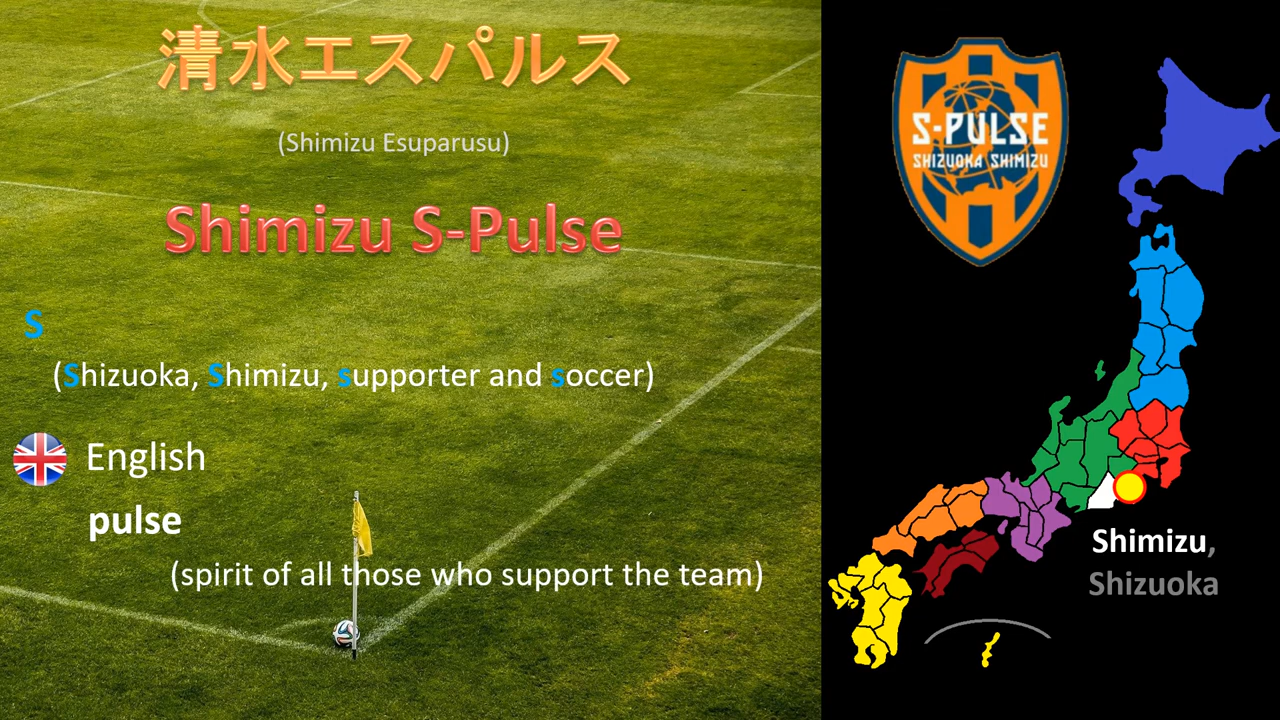 清水エスパルス
(Shimizu Esuparusu)
Shimizu S-Pulse
S
(Shizuoka, Shimizu, supporter and soccer)
English
pulse
(spirit of all those who support the team)
S-PULSE
SHIZUOKA SHIMIZU
Shimizu,
Shizuoka